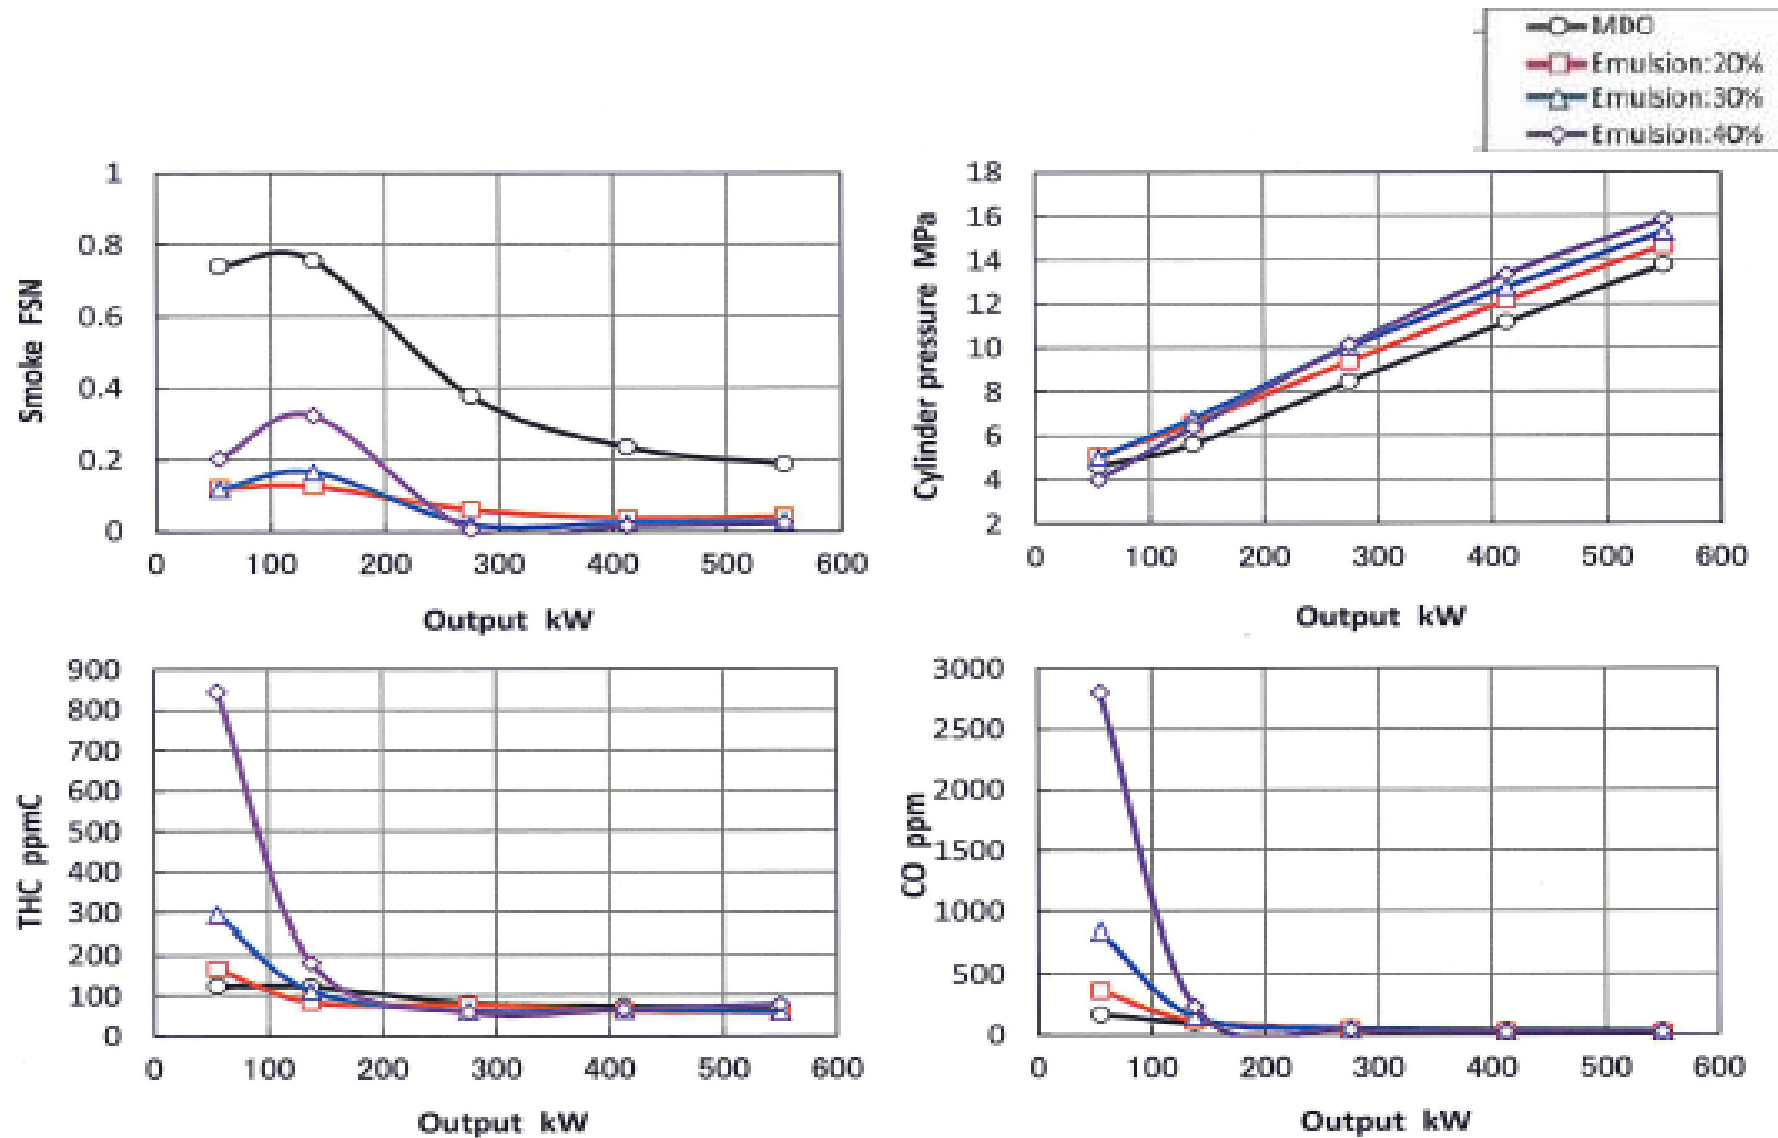 MDO
Emulsion:20%
Emulsion:30%
Emulsion:40%
Smoke FSN
1
0.8
0.6
0.4
0.2
0
0 100 200 300 400 500 600
Output kW
Cylinder pressure MPa
18
16
14
12
10
8
6
4
2
0 100 200 300 400 500 600
Output kW
THC ppmC
900
800
700
600
500
400
300
200
100
0
0 100 200 300 400 500 600
Output kW
CO ppm
3000
2500
2000
1500
1000
500
0
0 100 200 300 400 500 600
Output kW